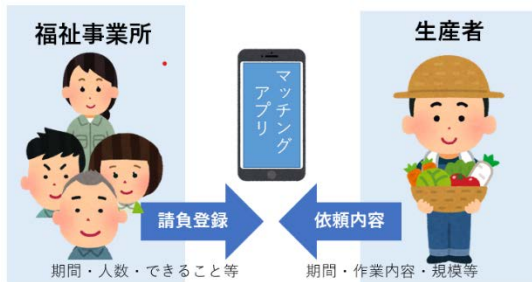 福祉事業所
生産者
マッチング
アプリ
請負登録
依頼内容
期間・人数・できること等
期間・作業内容・規模等